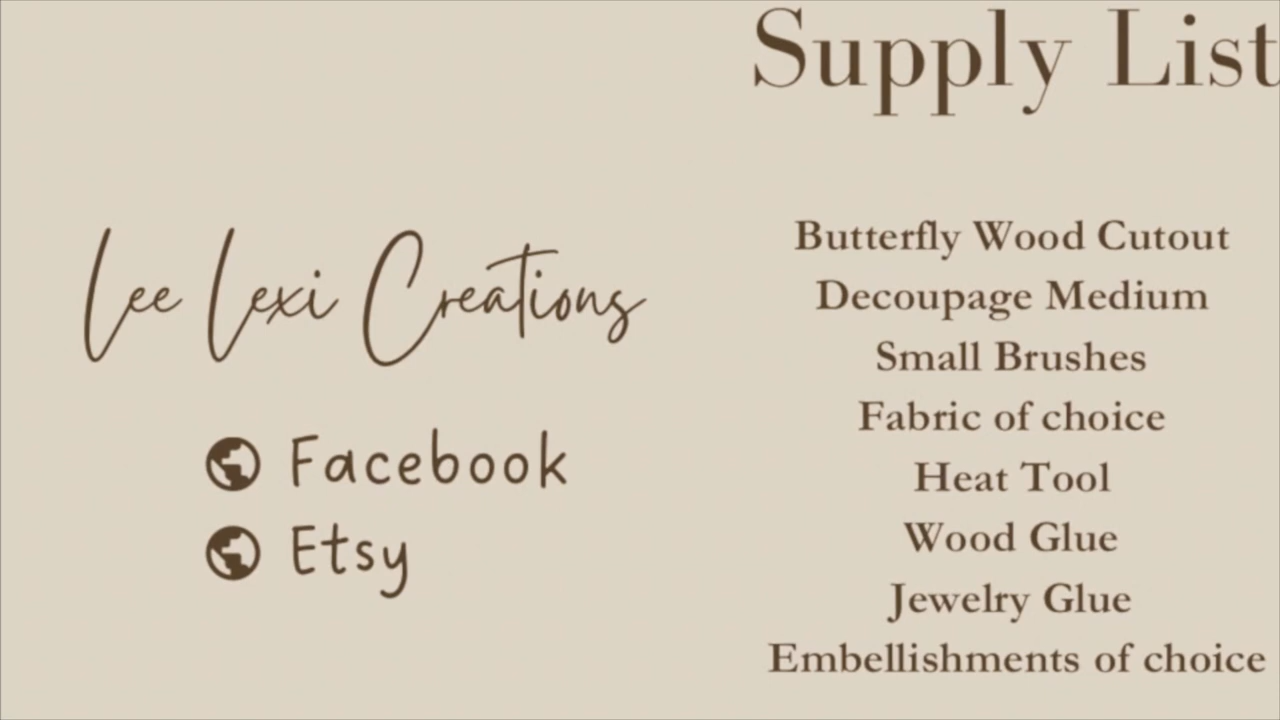 Lee Lexi Creations
Facebook
Etsy
Supply List
Butterfly Wood Cutout
Decoupage Medium
Small Brushes
Fabric of choice
Heat Tool
Wood Glue
Jewelry Glue
Embellishments of choice